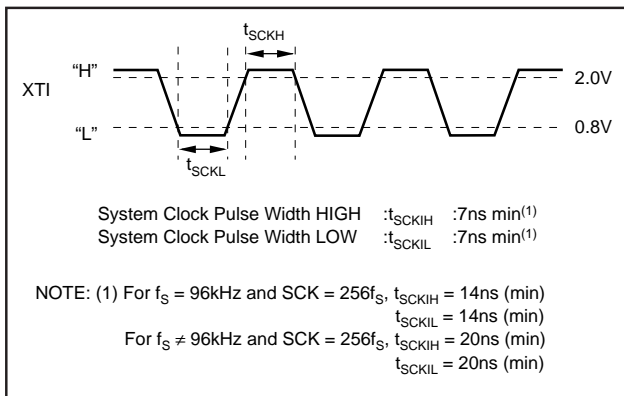 t_SCKH
"H"
2.0V
XTI
0.8V
"L"
t_SCKL
System Clock Pulse Width HIGH :t_SCKIH :7ns min(1)
System Clock Pulse Width LOW :t_SCKIL :7ns min(1)
NOTE: (1) For f_S = 96kHz and SCK = 256f_S, t_SCKIH = 14ns (min)
t_SCKIL = 14ns (min)
For f_S ≠ 96kHz and SCK = 256f_S, t_SCKIH = 20ns (min)
t_SCKIL = 20ns (min)